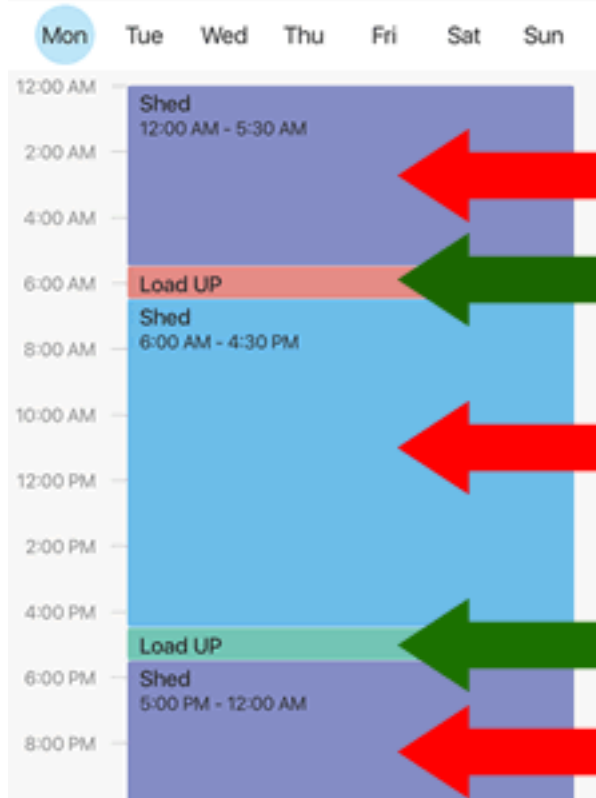 Mon Tue Wed Thu Fri Sat Sun
12:00 AM
Shed
12:00 AM - 5:30 AM
2:00 AM
4:00 AM
6:00 AM
Load UP
Shed
6:00 AM - 4:30 PM
8:00 AM
10:00 AM
12:00 PM
2:00 PM
4:00 PM
Load UP
6:00 PM
Shed
5:00 PM - 12:00 AM
8:00 PM